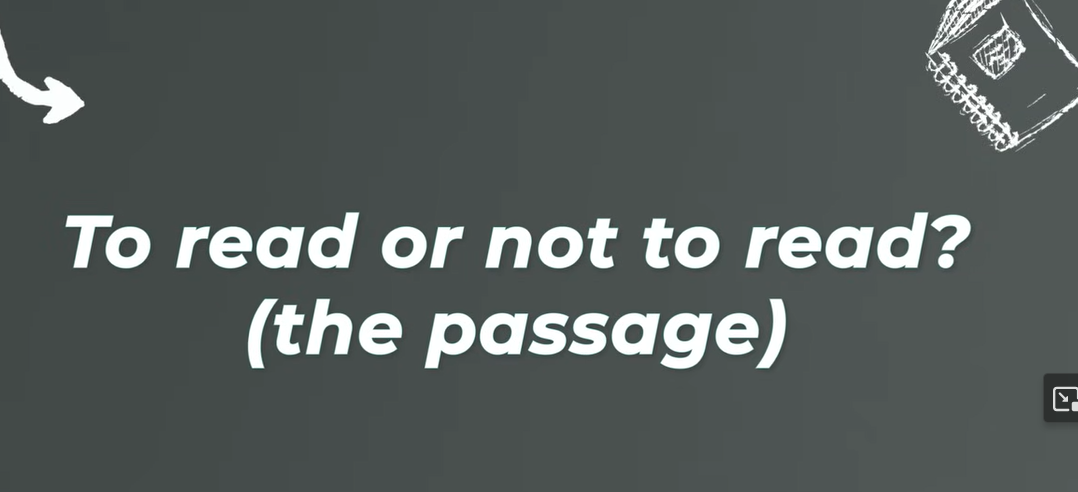 To read or not to read?
(the passage)